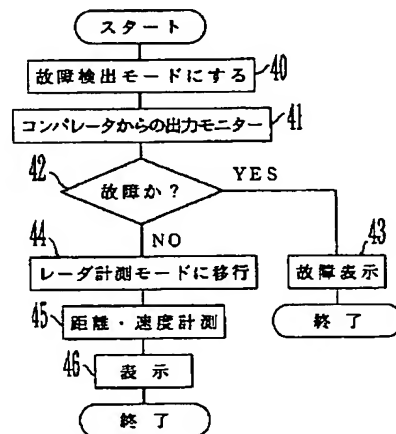 スタート
故障検出モードにする
40
コンパレータからの出力モニター
41
42
故障か?
YES
NO
43
故障表示
終了
44
レーダ計測モードに移行
45
距離・速度計測
46
表示
終了